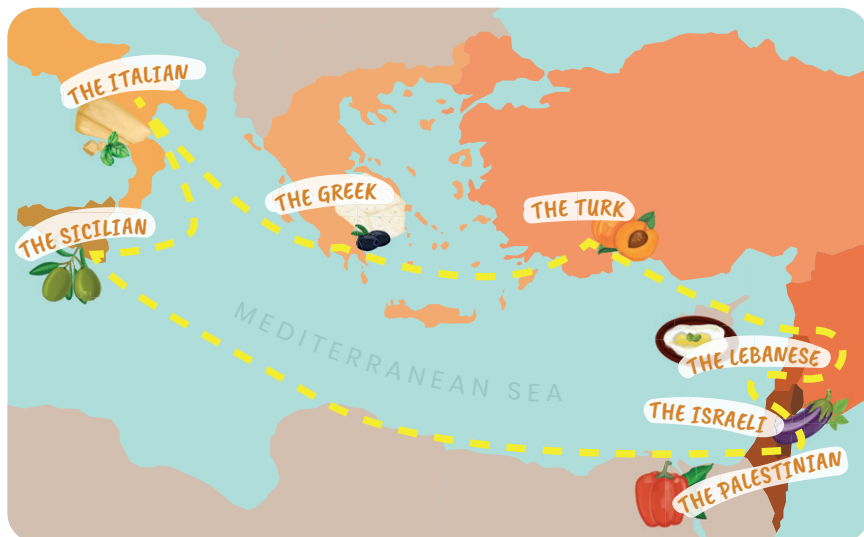 THE ITALIAN
THE GREEK
THE TURK
THE SICILIAN
MEDITERRANEAN SEA
THE LEBANESE
THE ISRAELI
THE PALESTINIAN